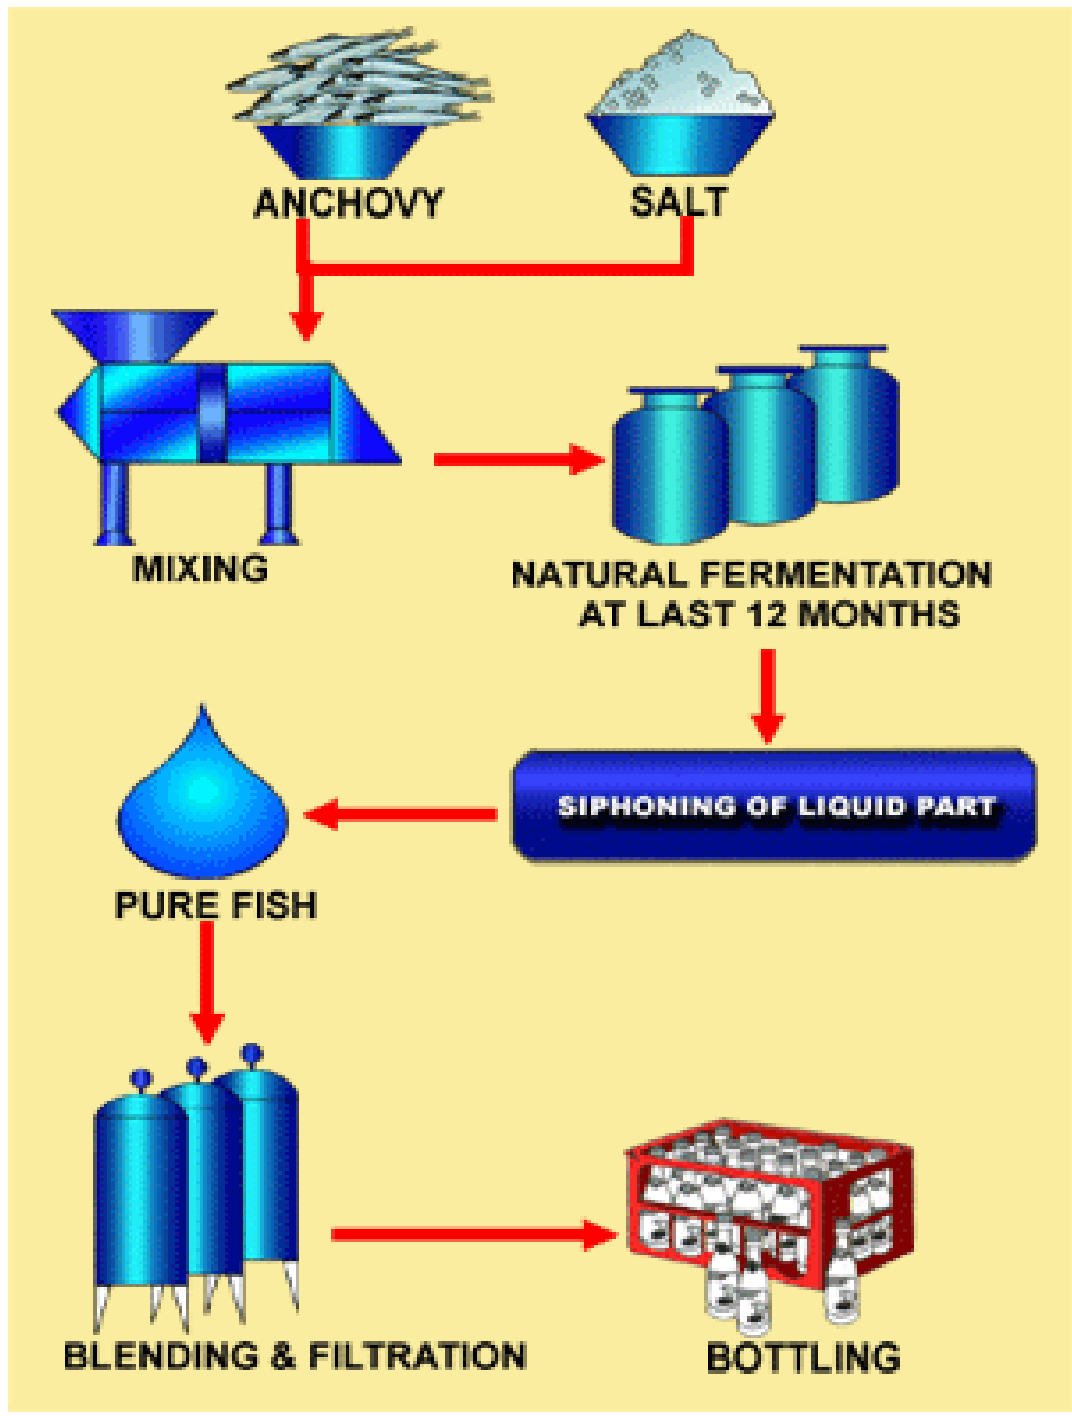 ANCHOVY
SALT
MIXING
NATURAL FERMENTATION
AT LAST 12 MONTHS
SIPHONING OF LIQUID PART
PURE FISH
BLENDING & FILTRATION
BOTTLING